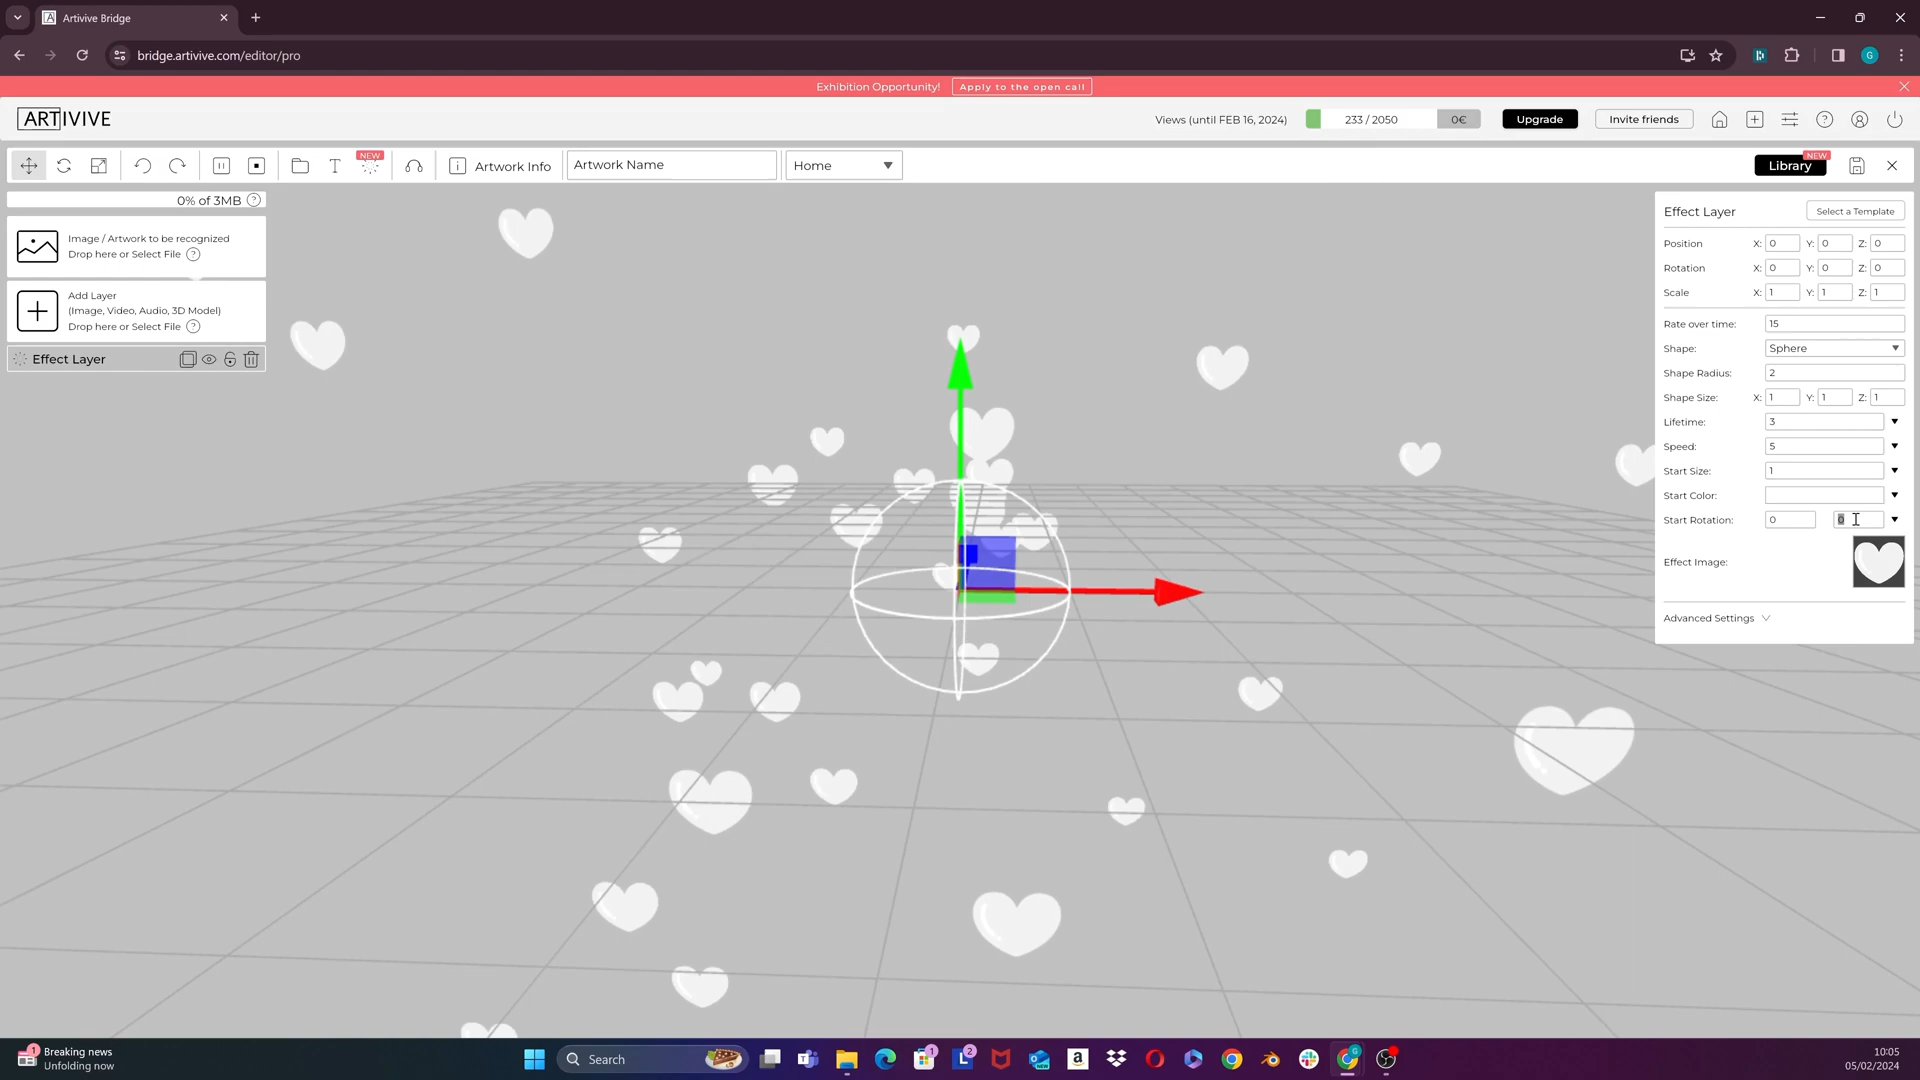 Artivive Bridge
bridge.artivive.com/editor/pro
G
Exhibition Opportunity! Apply to the open call
ARTIVIVE
Views (until FEB 16, 2024) 233 / 2050 0€ Upgrade Invite friends
NEW
Artwork Info Artwork Name Home
Library NEW
0% of 3MB ?
Image / Artwork to be recognized
Drop here or Select File ?
Add Layer
(Image, Video, Audio, 3D Model)
Drop here or Select File ?
Effect Layer
Effect Layer Select a Template
Position X: 0 Y: 0 Z: 0
Rotation X: 0 Y: 0 Z: 0
Scale X: 1 Y: 1 Z: 1
Rate over time: 15
Shape: Sphere
Shape Radius: 2
Shape Size: X: 1 Y: 1 Z: 1
Lifetime: 3
Speed: 5
Start Size: 1
Start Color:
Start Rotation: 0 0
Effect Image:
Advanced Settings
1 Breaking news
Unfolding now
Search
1
2
NEW
10:05
05/02/2024